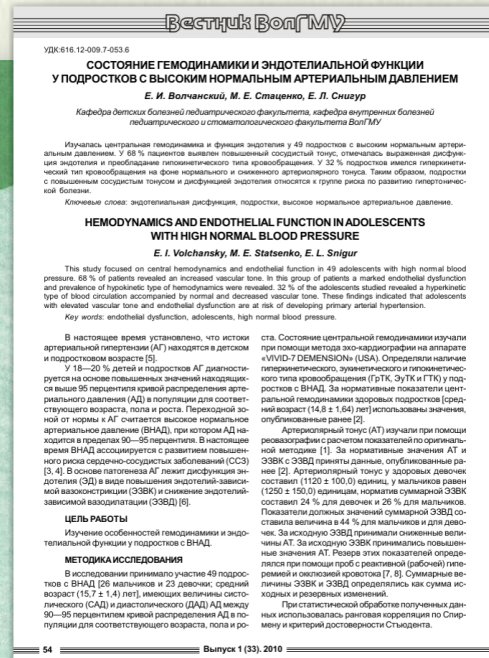 Вестник ВолГМУ
УДК:616.12-009.7-053.6
СОСТОЯНИЕ ГЕМОДИНАМИКИ И ЭНДОТЕЛИАЛЬНОЙ ФУНКЦИИ
У ПОДРОСТКОВ С ВЫСОКИМ НОРМАЛЬНЫМ АРТЕРИАЛЬНЫМ ДАВЛЕНИЕМ
Е. И. Волчанский, М. Е. Стаценко, Е. Л. Снигур
Кафедра детских болезней педиатрического факультета, кафедра внутренних болезней
педиатрического и стоматологического факультета ВолГМУ
Изучалась центральная гемодинамика и функция эндотелия у 49 подростков с высоким нормальным артери-
альным давлением. У 68 % пациентов выявлен повышенный сосудистый тонус, отмечалась выраженная дисфунк-
ция эндотелия и преобладание гипокинетического типа кровообращения. У 32 % подростков имелся гиперкинети-
ческий тип кровообращения на фоне нормального и сниженного артериолярного тонуса. Таким образом, подростки
с повышенным сосудистым тонусом и дисфункцией эндотелия относятся к группе риска по развитию гипертоничес-
кой болезни.
Ключевые слова: эндотелиальная дисфункция, подростки, высокое нормальное артериальное давление.
HEMODYNAMICS AND ENDOTHELIAL FUNCTION IN ADOLESCENTS
WITH HIGH NORMAL BLOOD PRESSURE
E. I. Volchansky, M. E. Statsenko, E. L. Snigur
This study focused on central hemodynamics and endothelial function in 49 adolescents with high normal blood
pressure. 68 % of patients revealed an increased vascular tone. In this group of patients a marked endothelial dysfunction
and prevalence of hypokinetic type of hemodynamics were revealed. 32 % of the adolescents studied revealed a hyperkinetic
type of blood circulation accompanied by normal and decreased vascular tone. These findings indicated that adolescents
with elevated vascular tone and endothelial dysfunction are at risk of developing primary arterial hypertension.
Key words: endothelial dysfunction, adolescents, high normal blood pressure.
В настоящее время установлено, что истоки
артериальной гипертензии (АГ) находятся в детском
и подростковом возрасте [5].
У 18—20 % детей и подростков АГ диагности-
руется на основе повышенных значений находящих-
ся выше 95 перцентиля кривой распределения арте-
риального давления (АД) в популяции для соответ-
ствующего возраста, пола и роста. Переходной зо-
ной от нормы к АГ считается высокое нормальное
артериальное давление (ВНАД), при котором АД на-
ходится в пределах 90—95 перцентиля. В настоящее
время ВНАД ассоциируется с развитием повышен-
ного риска сердечно-сосудистых заболеваний (ССЗ)
[3, 4]. В основе патогенеза АГ лежит дисфункция эн-
дотелия (ЭД) в виде повышения эндотелий-зависи-
мой вазоконстрикции (ЭЗВК) и снижение эндотелий-
зависимой вазодилатации (ЭЗВД) [6].
ЦЕЛЬ РАБОТЫ
Изучение особенностей гемодинамики и эндо-
телиальной функции у подростков с ВНАД.
МЕТОДИКА ИССЛЕДОВАНИЯ
В исследовании принимало участие 49 подрос-
тков с ВНАД [26 мальчиков и 23 девочки; средний
возраст (15,7 ± 1,4) лет], имеющих величины систо-
лического (САД) и диастолического (ДАД) АД между
90—95 перцентилем кривой распределения АД в по-
пуляции для соответствующего возраста, пола и ро-
ста. Состояние центральной гемодинамики изучали
при помощи метода эхо-кардиографии на аппарате
«VIVID-7 DEMENSION» (USA). Определяли наличие
гиперкинетического, эукинетического и гипокинетичес-
кого типа кровообращения (ГрТК, ЭуТК и ГТК) у под-
ростков с ВНАД. За нормативные показатели цент-
ральной гемодинамики здоровых подростков [сред-
ний возраст (14,8 ± 1,64) лет] использованы значения,
опубликованные ранее [2].
Артериолярный тонус (АТ) изучали при помощи
реовазографии с расчетом показателей по оригиналь-
ной методике [1]. За нормативные значения АТ и
ЭЗВК с ЭЗВД приняты данные, опубликованные ра-
нее [2]. Артериолярный тонус у здоровых девочек
составил (1120 ± 100,0) единиц, у мальчиков равен
(1250 ± 150,0) единицам, норматив суммарной ЭЗВК
составил 24 % для девочек и 26 % для мальчиков.
Показатели должных значений суммарной ЭЗВД со-
ставила величина в 44 % для мальчиков и для дево-
чек. За исходную ЭЗВД принимали сниженные вели-
чины АТ. За исходную ЭЗВК принимались повышен-
ные значения АТ. Резерв этих показателей опреде-
лялся при помощи проб с реактивной (рабочей) гипе-
ремией и окклюзией кровотока [7, 8]. Суммарные ве-
личины ЭЗВК и ЭЗВД определялись как сумма ис-
ходных и резервных изменений.
При статистической обработке полученных дан-
ных использовалась ранговая корреляция по Спир-
мену и критерий достоверности Стъюдента.
54
Выпуск 1 (33). 2010